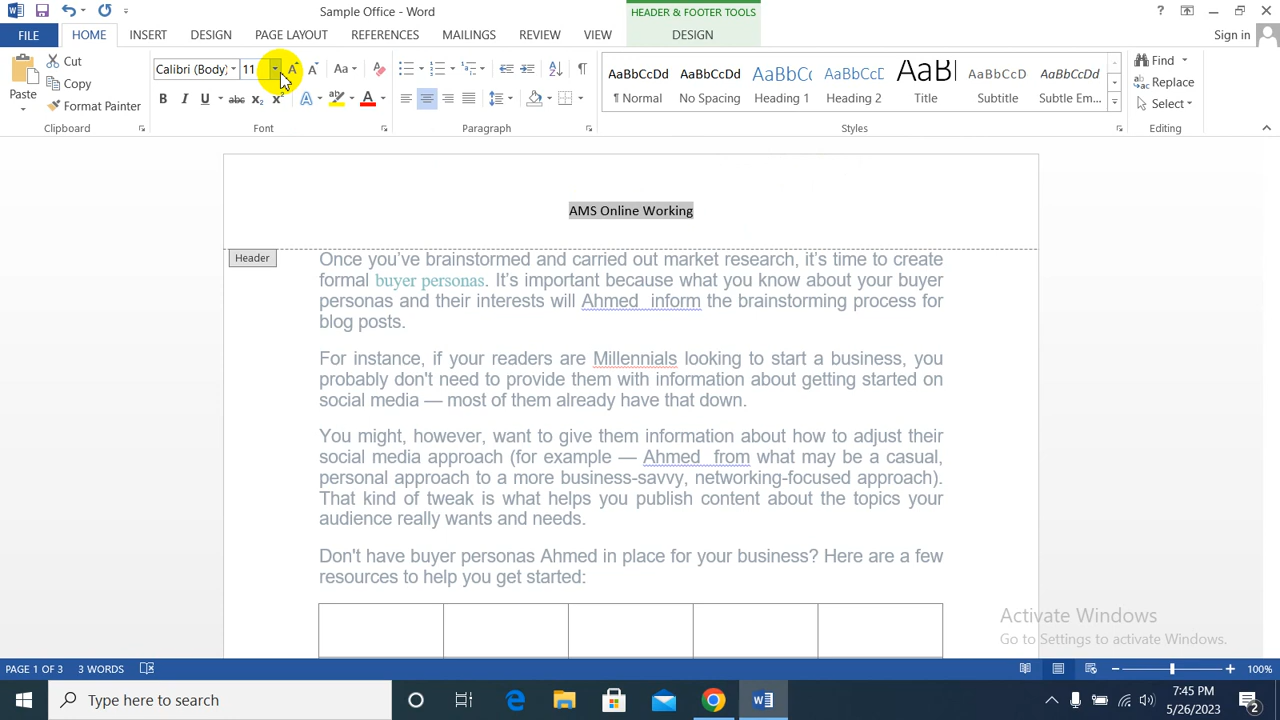 Sample Office - Word
HEADER & FOOTER TOOLS
?
FILE HOME INSERT DESIGN PAGE LAYOUT REFERENCES MAILINGS REVIEW VIEW DESIGN Sign in
Paste
Cut
Copy
Format Painter
Clipboard
Calibri (Body) 11
Aa
B I U abc x₂ x²
Font
Paragraph
AaBbCcDd AaBbCcDd AaBbCc AaBbCcC AaB AaBbCcD AaBbCcDd
¶ Normal No Spacing Heading 1 Heading 2 Title Subtitle Subtle Em...
Styles
Find
Replace
Select
Editing
AMS Online Working
Header
Once you’ve brainstormed and carried out market research, it’s time to create
formal buyer personas. It’s important because what you know about your buyer
personas and their interests will Ahmed inform the brainstorming process for
blog posts.
For instance, if your readers are Millennials looking to start a business, you
probably don't need to provide them with information about getting started on
social media — most of them already have that down.
You might, however, want to give them information about how to adjust their
social media approach (for example — Ahmed from what may be a casual,
personal approach to a more business-savvy, networking-focused approach).
That kind of tweak is what helps you publish content about the topics your
audience really wants and needs.
Don't have buyer personas Ahmed in place for your business? Here are a few
resources to help you get started:
Activate Windows
Go to Settings to activate Windows.
PAGE 1 OF 3 3 WORDS 100%
Type here to search
7:45 PM
5/26/2023
2